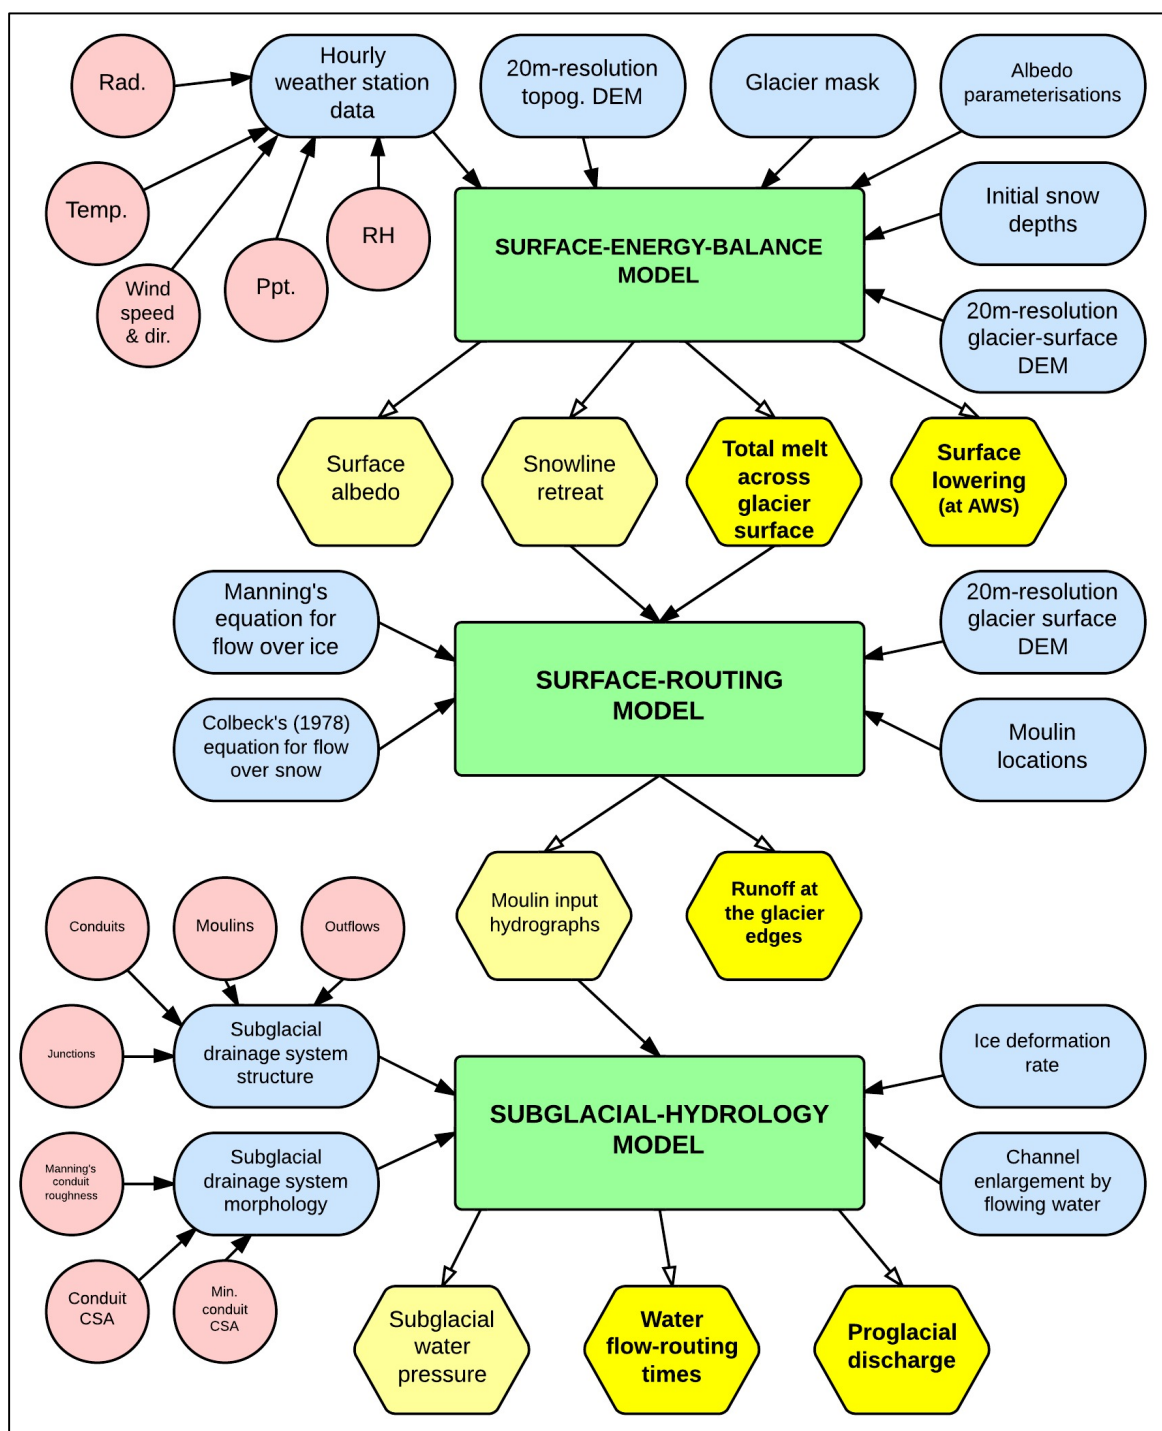 Rad.
Hourly
weather station
data
20m-resolution
topog. DEM
Glacier mask
Albedo
parameterisations
Temp.
Wind
speed
& dir.
Ppt.
RH
SURFACE-ENERGY-BALANCE
MODEL
Initial snow
depths
20m-resolution
glacier-surface
DEM
Surface
albedo
Snowline
retreat
Total melt
across
glacier
surface
Surface
lowering
(at AWS)
Manning's
equation for
flow over ice
Colbeck's (1978)
equation for flow
over snow
SURFACE-ROUTING
MODEL
20m-resolution
glacier surface
DEM
Moulin
locations
Moulin input
hydrographs
Runoff at
the glacier
edges
Conduits
Moulins
Outflows
Junctions
Subglacial
drainage system
structure
Manning's
conduit
roughness
Subglacial
drainage system
morphology
Conduit
CSA
Min.
conduit
CSA
SUBGLACIAL-HYDROLOGY
MODEL
Ice deformation
rate
Channel
enlargement by
flowing water
Subglacial
water
pressure
Water
flow-routing
times
Proglacial
discharge